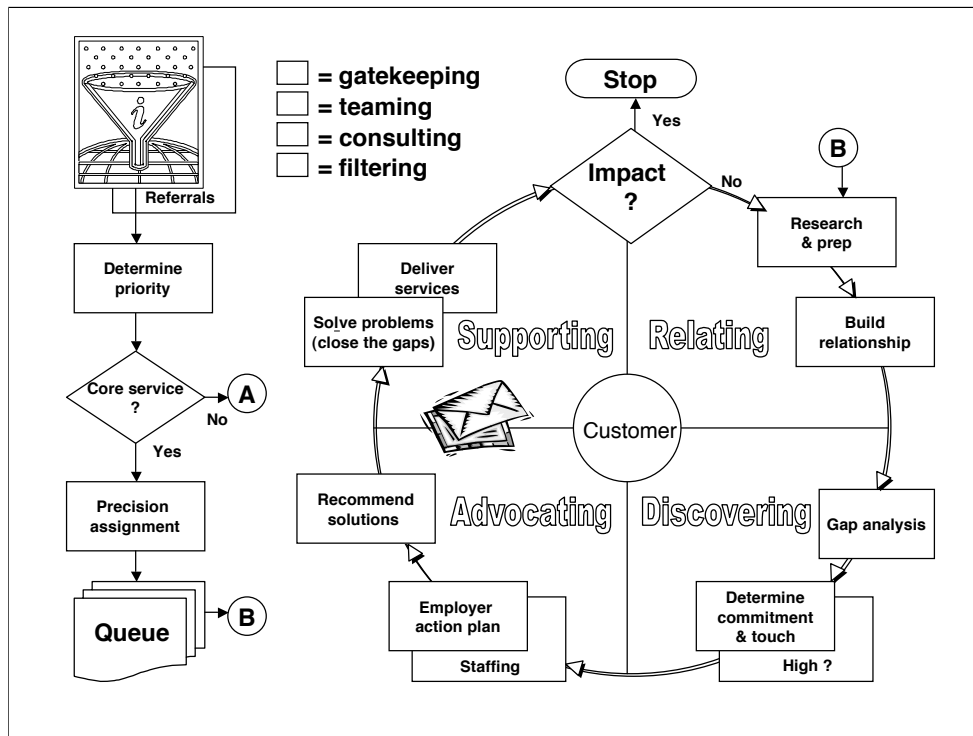 = gatekeeping
= teaming
= consulting
= filtering
i
Referrals
Determine
priority
Core service
?
No
A
Yes
Precision
assignment
Queue
B
Stop
Yes
Impact
?
No
B
Research
& prep
Build
relationship
Gap analysis
Determine
commitment
& touch
High ?
Staffing
Employer
action plan
Recommend
solutions
Solve problems
(close the gaps)
Deliver
services
Supporting
Relating
Customer
Advocating
Discovering